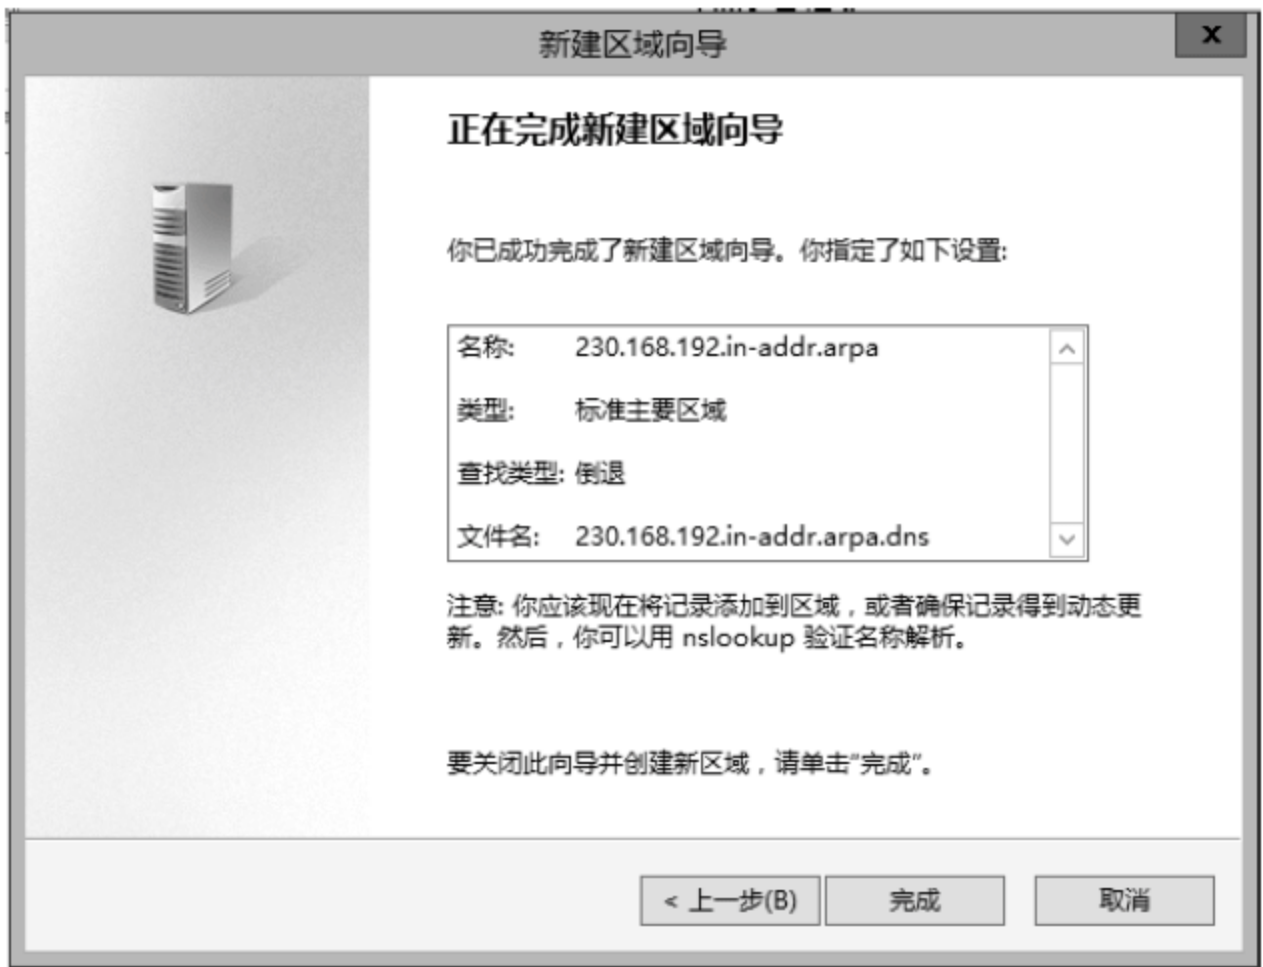 新建区域向导
x
正在完成新建区域向导
你已成功完成了新建区域向导。你指定了如下设置:
名称: 230.168.192.in-addr.arpa
类型: 标准主要区域
查找类型: 倒退
文件名: 230.168.192.in-addr.arpa.dns
注意: 你应该现在将记录添加到区域，或者确保记录得到动态更
新。然后，你可以用 nslookup 验证名称解析。
要关闭此向导并创建新区域，请单击"完成"。
< 上一步(B)
完成
取消